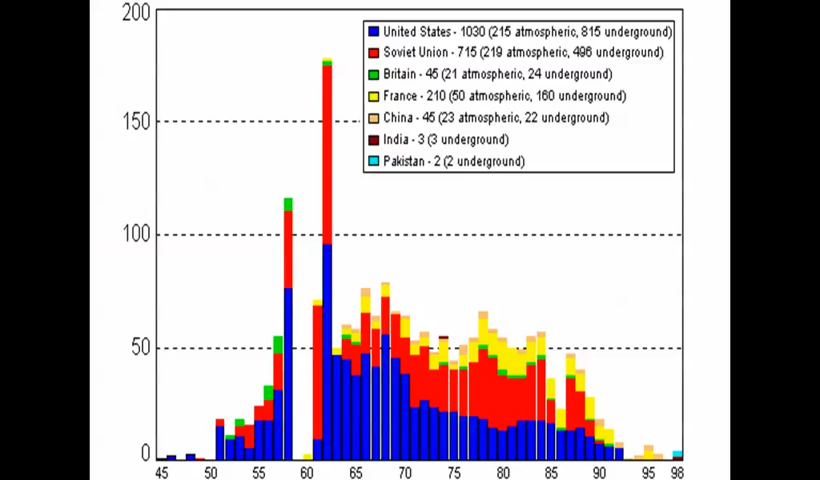 200
United States - 1030 (215 atmospheric, 815 underground)
Soviet Union - 715 (219 atmospheric, 496 underground)
Britain - 45 (21 atmospheric, 24 underground)
France - 210 (50 atmospheric, 160 underground)
China - 45 (23 atmospheric, 22 underground)
India - 3 (3 underground)
Pakistan - 2 (2 underground)
150
100
50
0
45 50 55 60 65 70 75 80 85 90 95 98